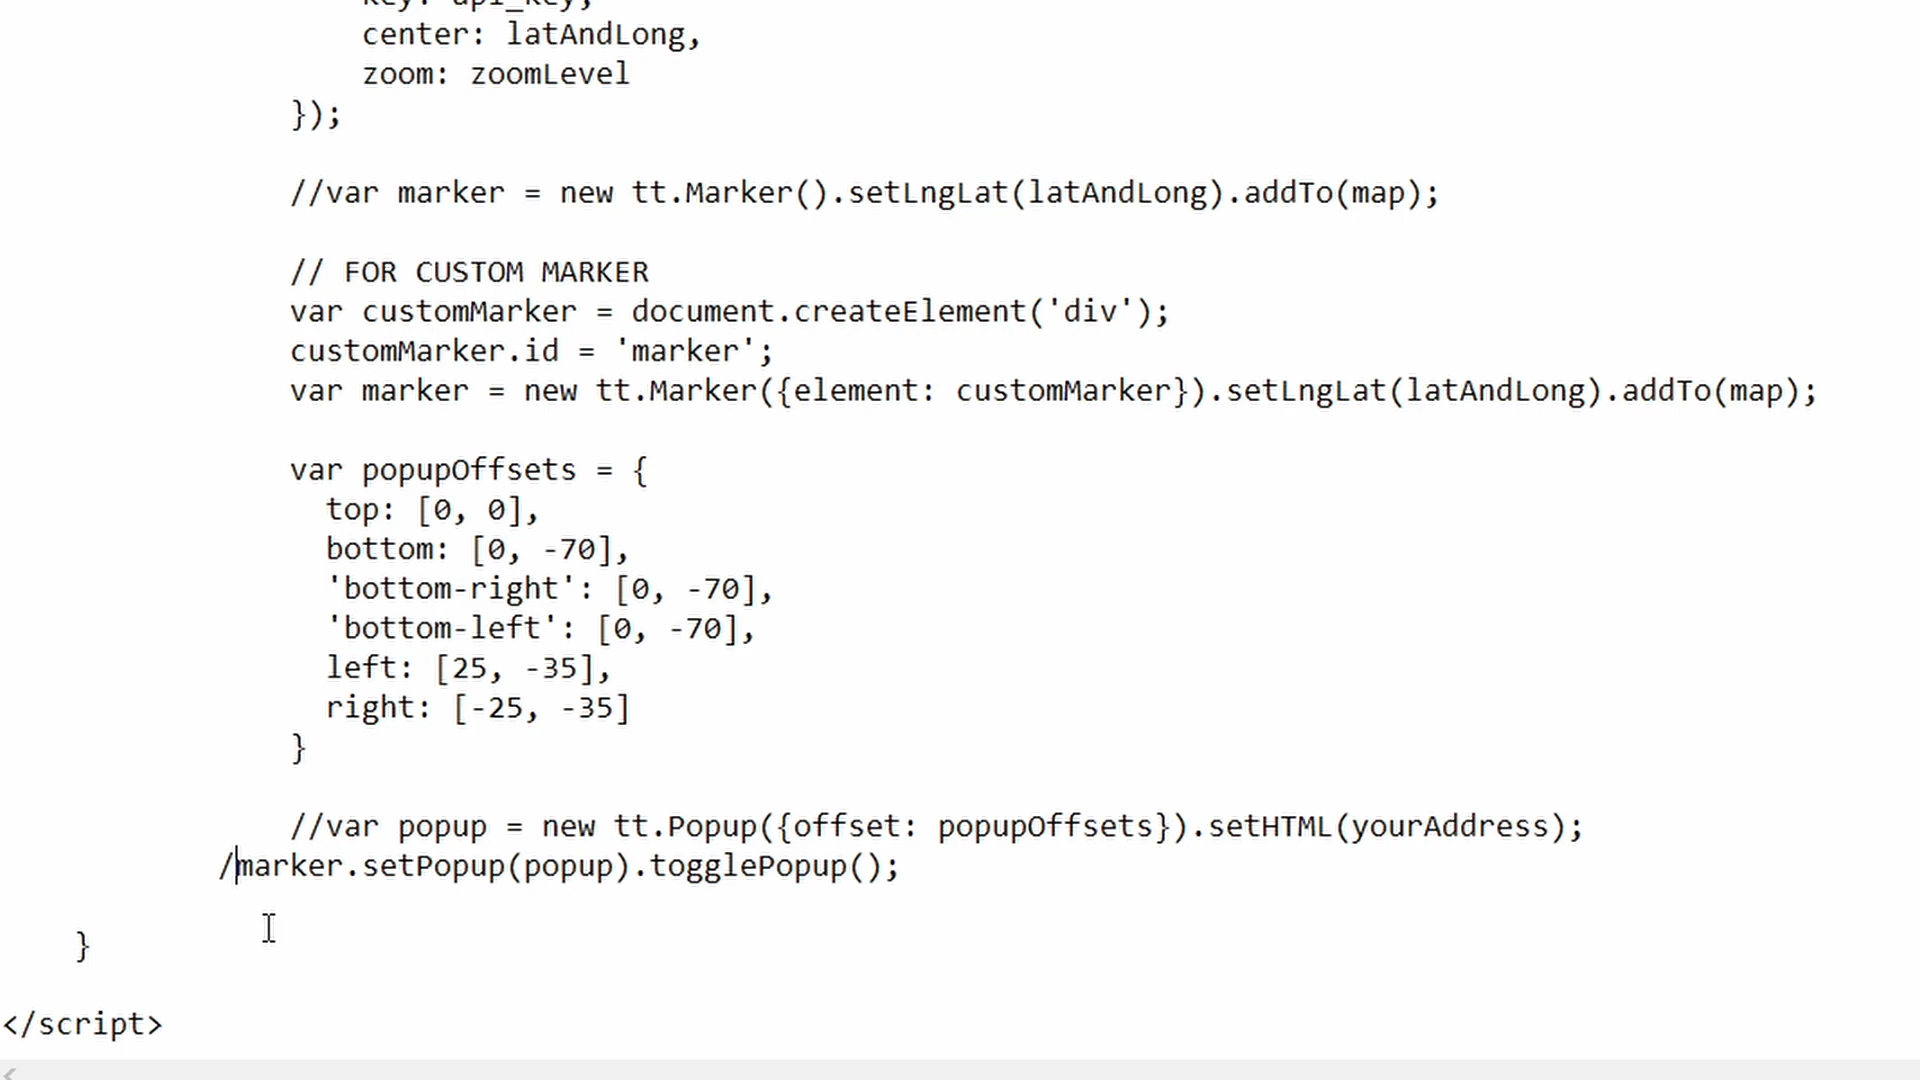 key: api_key,
center: latAndLong,
zoom: zoomLevel
});
//var marker = new tt.Marker().setLngLat(latAndLong).addTo(map);
// FOR CUSTOM MARKER
var customMarker = document.createElement('div');
customMarker.id = 'marker';
var marker = new tt.Marker({element: customMarker}).setLngLat(latAndLong).addTo(map);
var popupOffsets = {
top: [0, 0],
bottom: [0, -70],
'bottom-right': [0, -70],
'bottom-left': [0, -70],
left: [25, -35],
right: [-25, -35]
}
//var popup = new tt.Popup({offset: popupOffsets}).setHTML(yourAddress);
/marker.setPopup(popup).togglePopup();
}
</script>